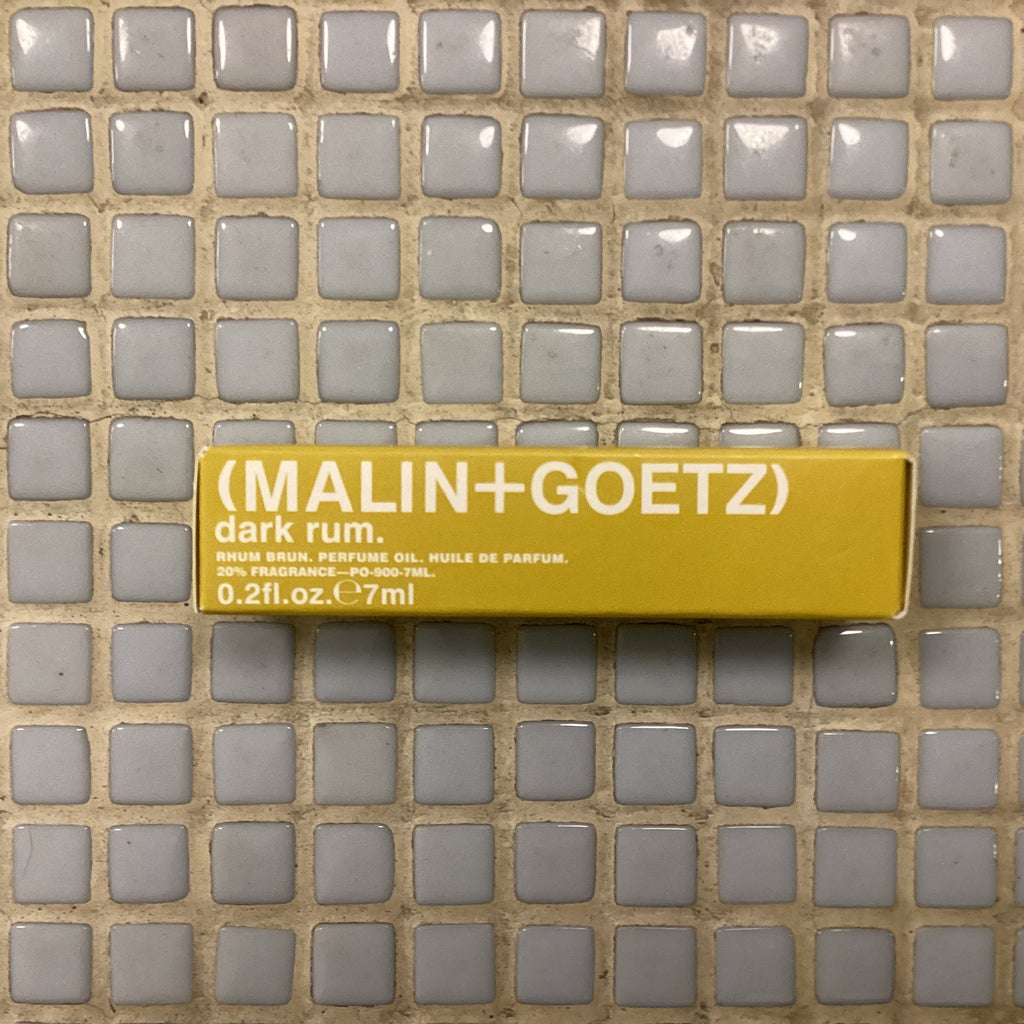 (MALIN+GOETZ)
dark rum.
RHUM BRUN. PERFUME OIL. HUILE DE PARFUM.
20% FRAGRANCE—PO-900-7ML.
0.2fl.oz.℮7ml